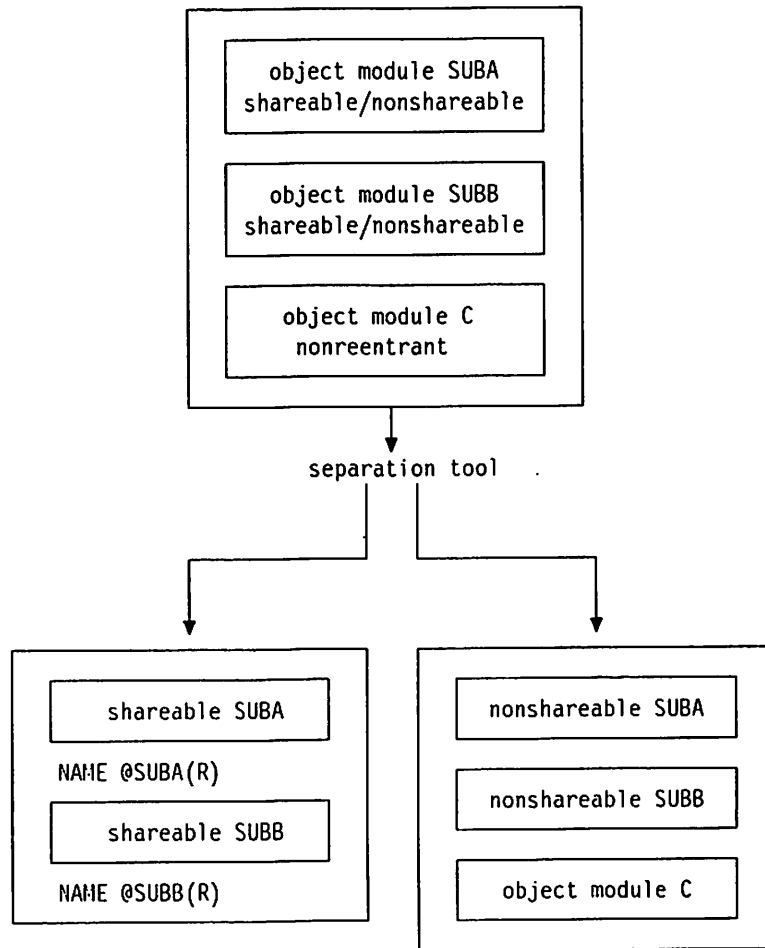 object module SUBA
shareable/nonshareable
object module SUBB
shareable/nonshareable
object module C
nonreentrant
separation tool
shareable SUBA
NAME @SUBA(R)
shareable SUBB
NAME @SUBB(R)
nonshareable SUBA
nonshareable SUBB
object module C